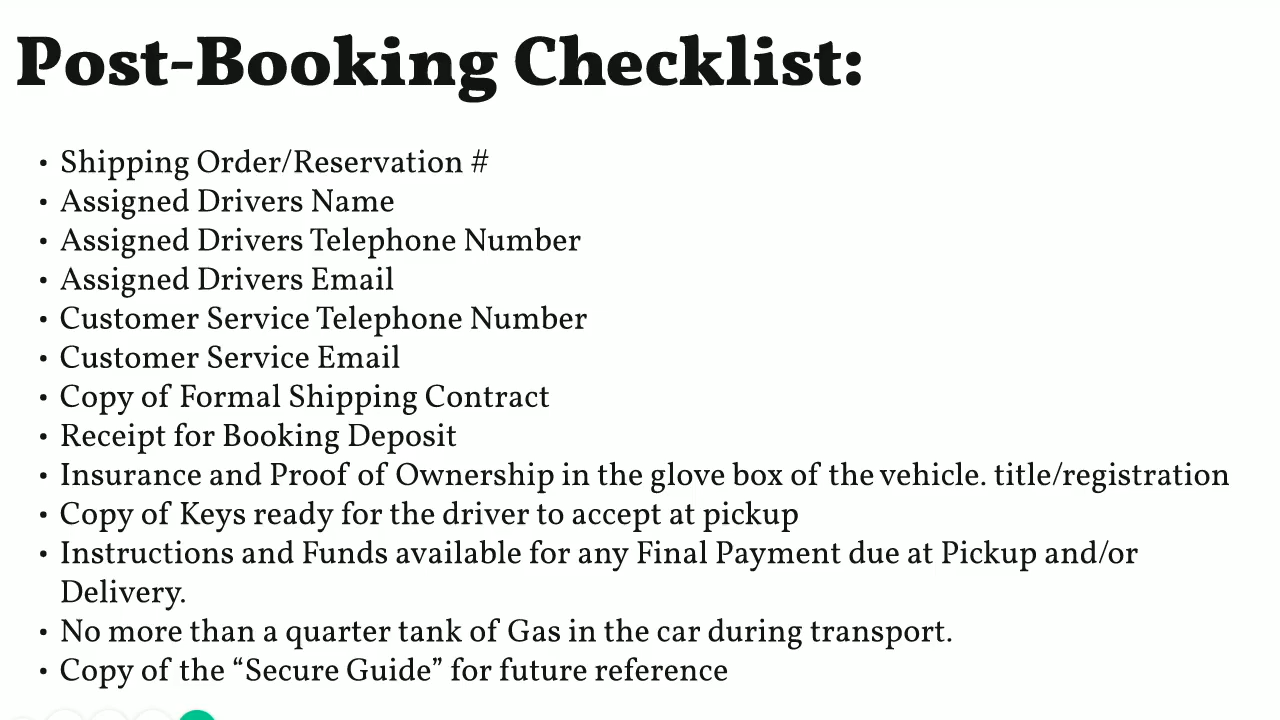 Post-Booking Checklist:
• Shipping Order/Reservation #
• Assigned Drivers Name
• Assigned Drivers Telephone Number
• Assigned Drivers Email
• Customer Service Telephone Number
• Customer Service Email
• Copy of Formal Shipping Contract
• Receipt for Booking Deposit
• Insurance and Proof of Ownership in the glove box of the vehicle. title/registration
• Copy of Keys ready for the driver to accept at pickup
• Instructions and Funds available for any Final Payment due at Pickup and/or
Delivery.
• No more than a quarter tank of Gas in the car during transport.
• Copy of the “Secure Guide” for future reference